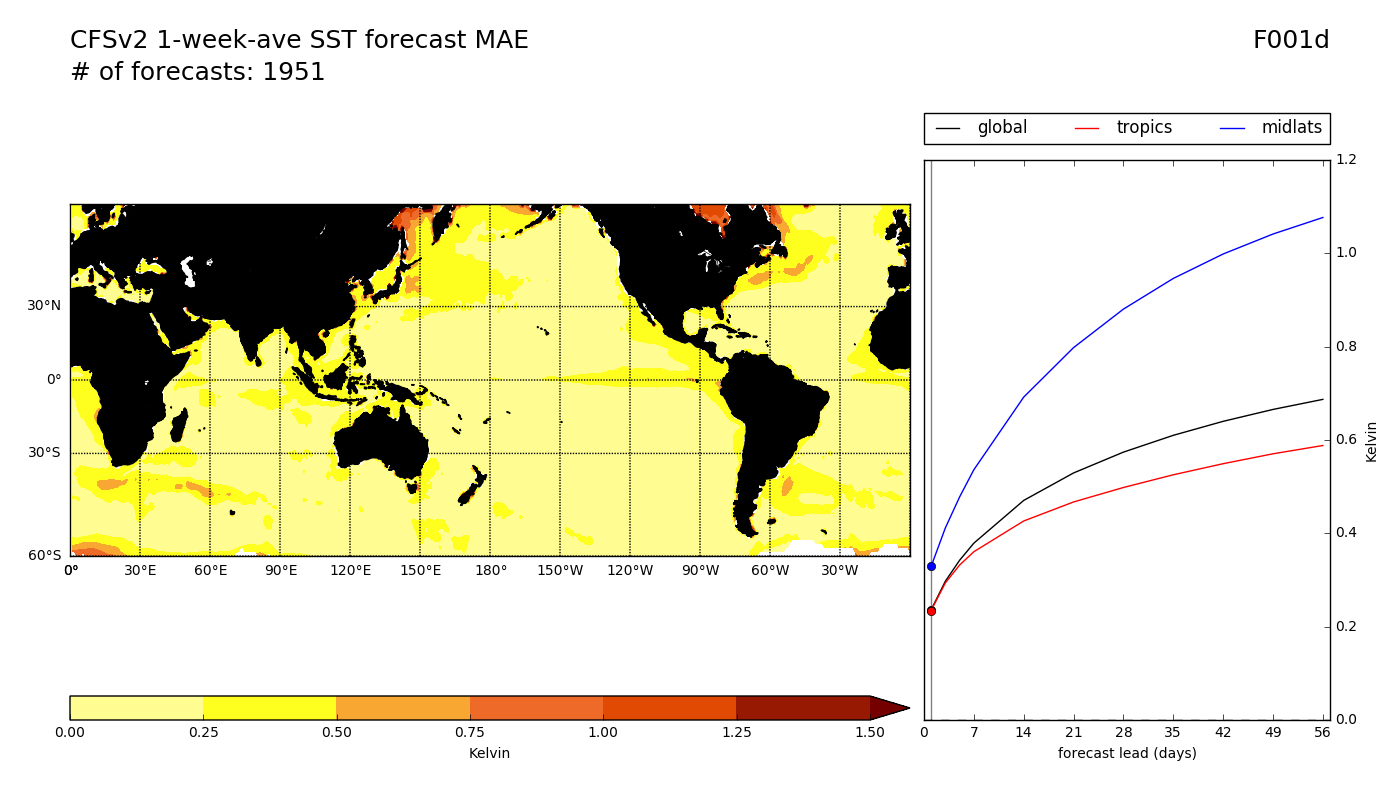 CFSv2 1-week-ave SST forecast MAE
F001d
# of forecasts: 1951
global tropics midlats
30°N
0°
30°S
60°S
0° 30°E 60°E 90°E 120°E 150°E 180° 150°W 120°W 90°W 60°W 30°W
0.00 0.25 0.50 0.75 1.00 1.25 1.50
Kelvin
1.2
1.0
0.8
0.6
0.4
0.2
0.0
Kelvin
0 7 14 21 28 35 42 49 56
forecast lead (days)